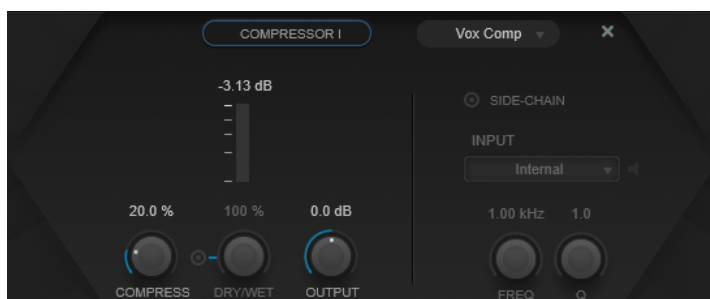 COMPRESSOR I
Vox Comp
×
-3.13 dB
SIDE-CHAIN
INPUT
Internal
20.0 % 100 % 0.0 dB
1.00 kHz 1.0
COMPRESS DRY/WET OUTPUT
FREQ Q